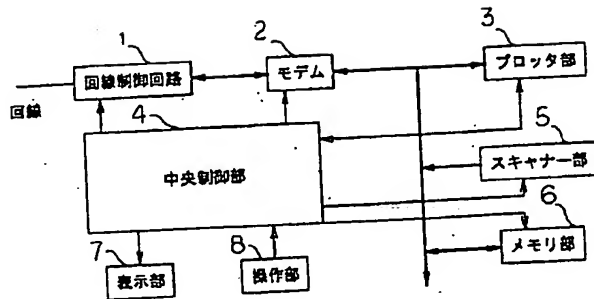 1
2
3
回線制御回路
モデム
プロッタ部
回線
4
5
中央制御部
スキャナー部
6
7
8
メモリ部
表示部
操作部